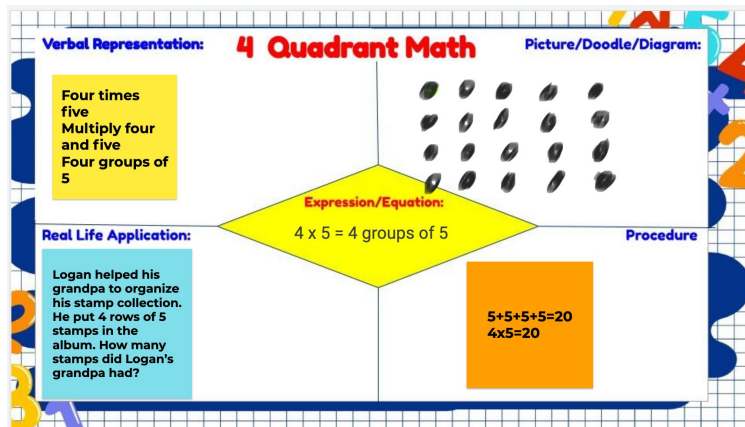 4 Quadrant Math
Verbal Representation:
Four times
five
Multiply four
and five
Four groups of
5
Picture/Doodle/Diagram:
Expression/Equation:
4 x 5 = 4 groups of 5
Real Life Application:
Logan helped his
grandpa to organize
his stamp collection.
He put 4 rows of 5
stamps in the
album. How many
stamps did Logan's
grandpa had?
Procedure
5+5+5+5=20
4x5=20